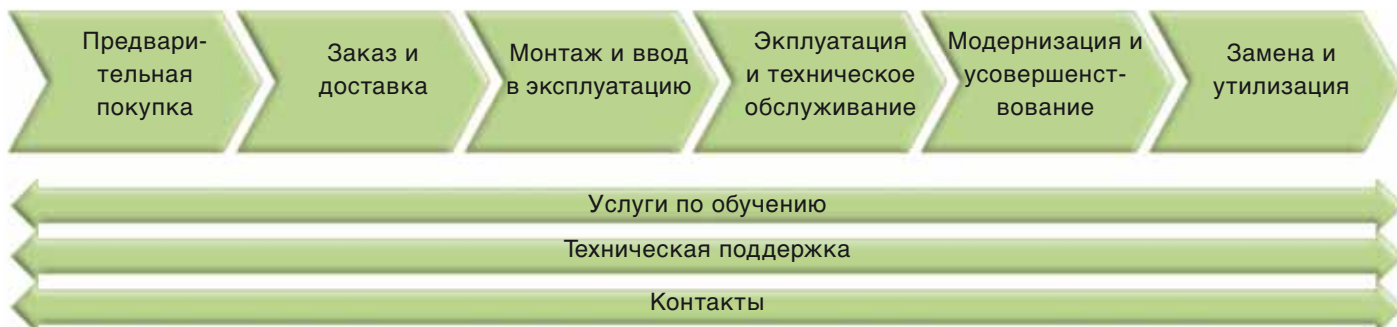 Предвари-
тельная
покупка
Заказ и
доставка
Монтаж и ввод
в эксплуатацию
Экплуатация
и техническое
обслуживание
Модернизация и
усовершенст-
вование
Замена и
утилизация
Услуги по обучению
Техническая поддержка
Контакты